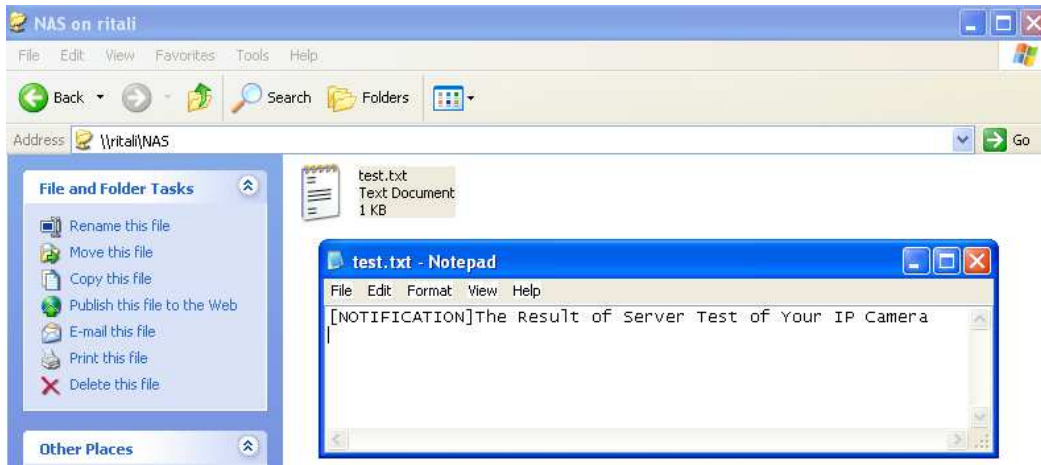 NAS on ritali
File Edit View Favorites Tools Help
Back Search Folders
Address \\ritali\NAS Go
File and Folder Tasks
Rename this file
Move this file
Copy this file
Publish this file to the Web
E-mail this file
Print this file
Delete this file
Other Places
test.txt
Text Document
1 KB
test.txt - Notepad
File Edit Format View Help
[NOTIFICATION]The Result of Server Test of Your IP Camera